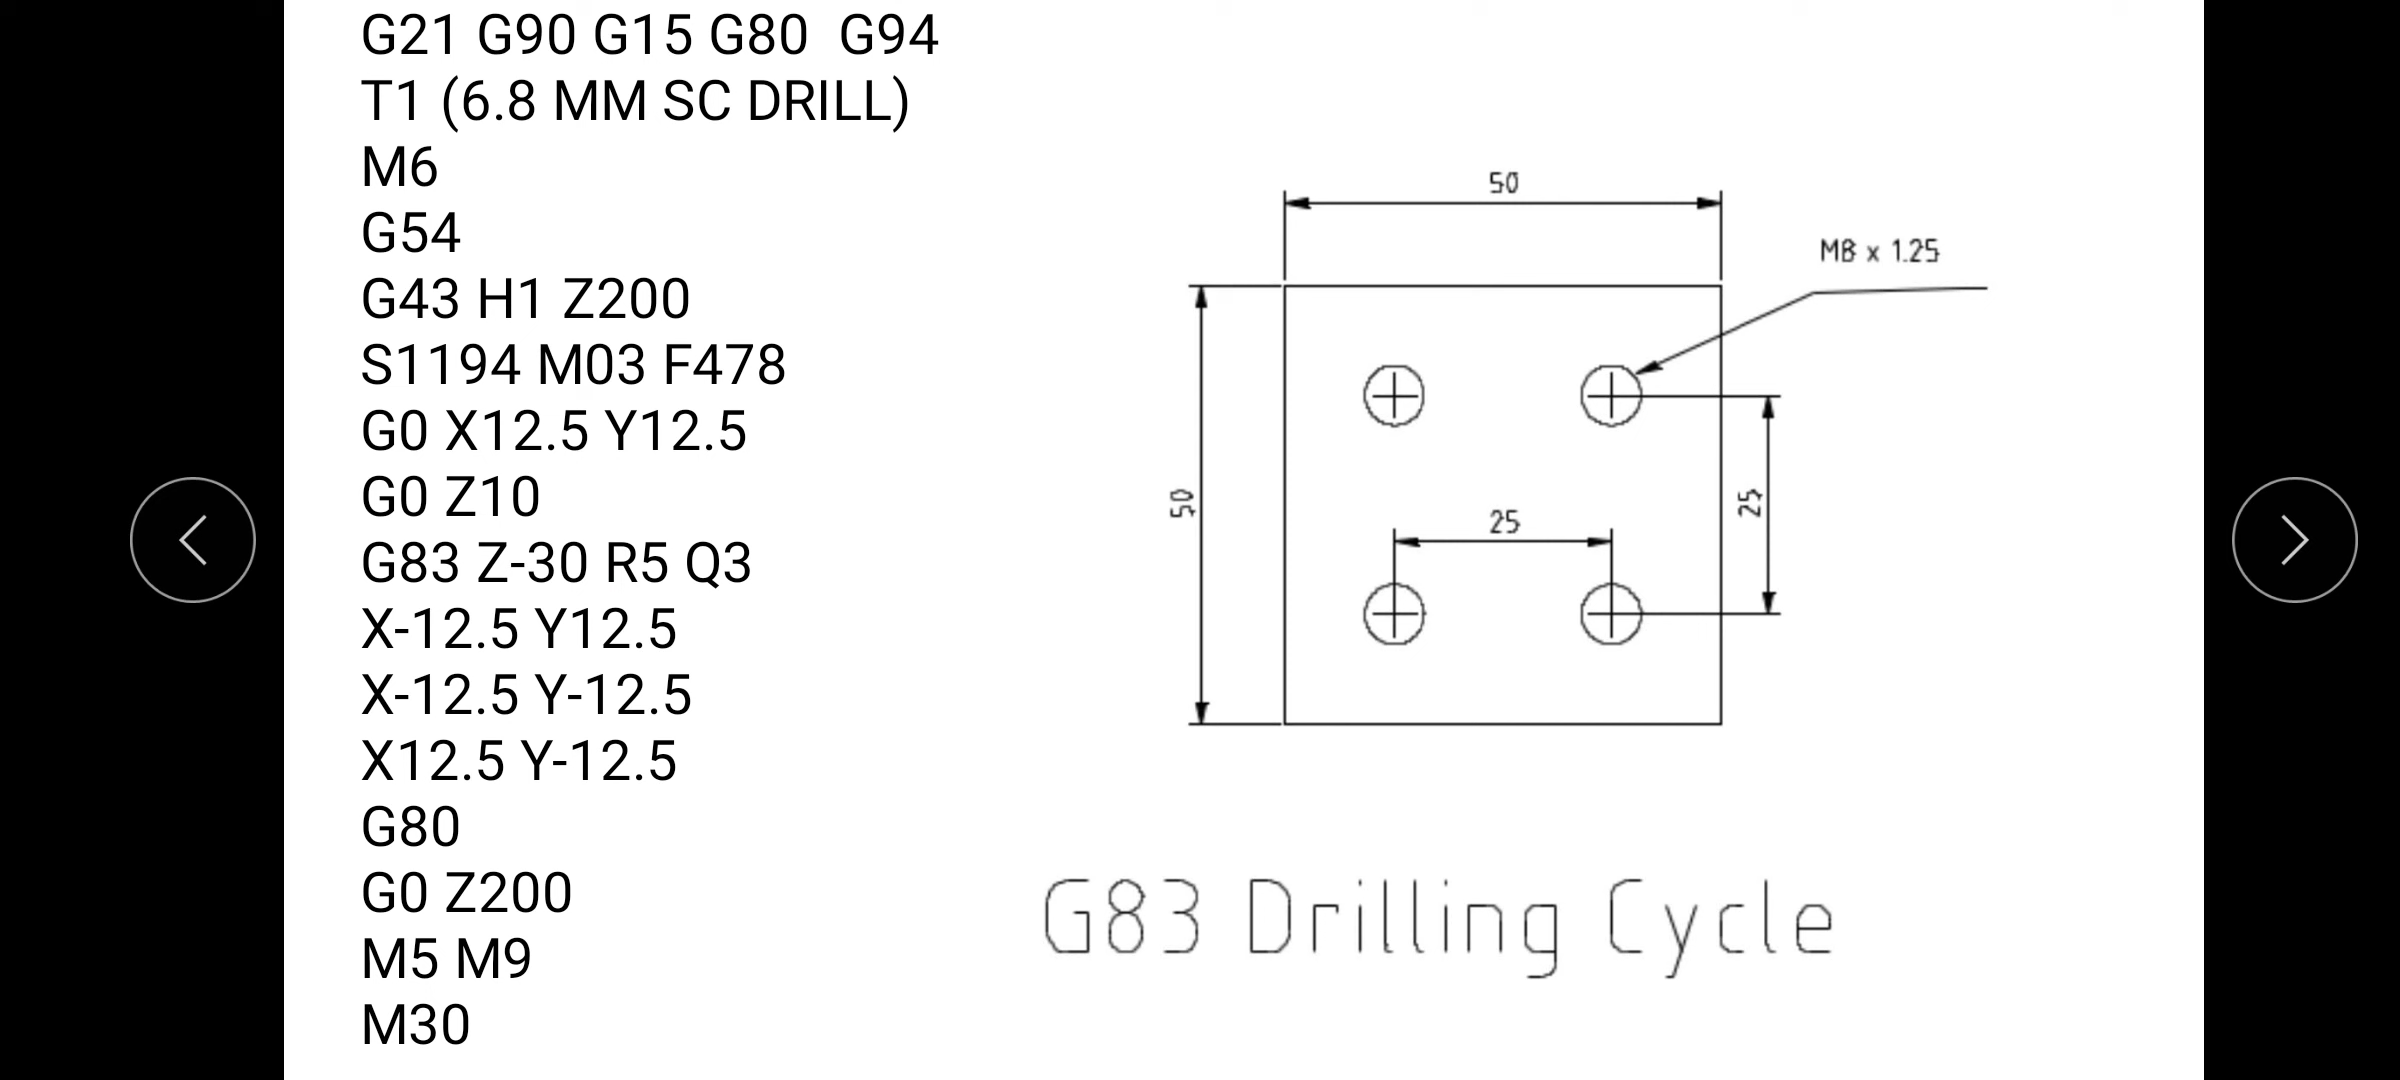 G21 G90 G15 G80  G94
T1 (6.8 MM SC DRILL)
M6
G54
G43 H1 Z200
S1194 M03 F478
G0 X12.5 Y12.5
G0 Z10
G83 Z-30 R5 Q3
X-12.5 Y12.5
X-12.5 Y-12.5
X12.5 Y-12.5
G80
G0 Z200
M5 M9
M30
50
M8 x 1.25
50
25
25
G83 Drilling Cycle